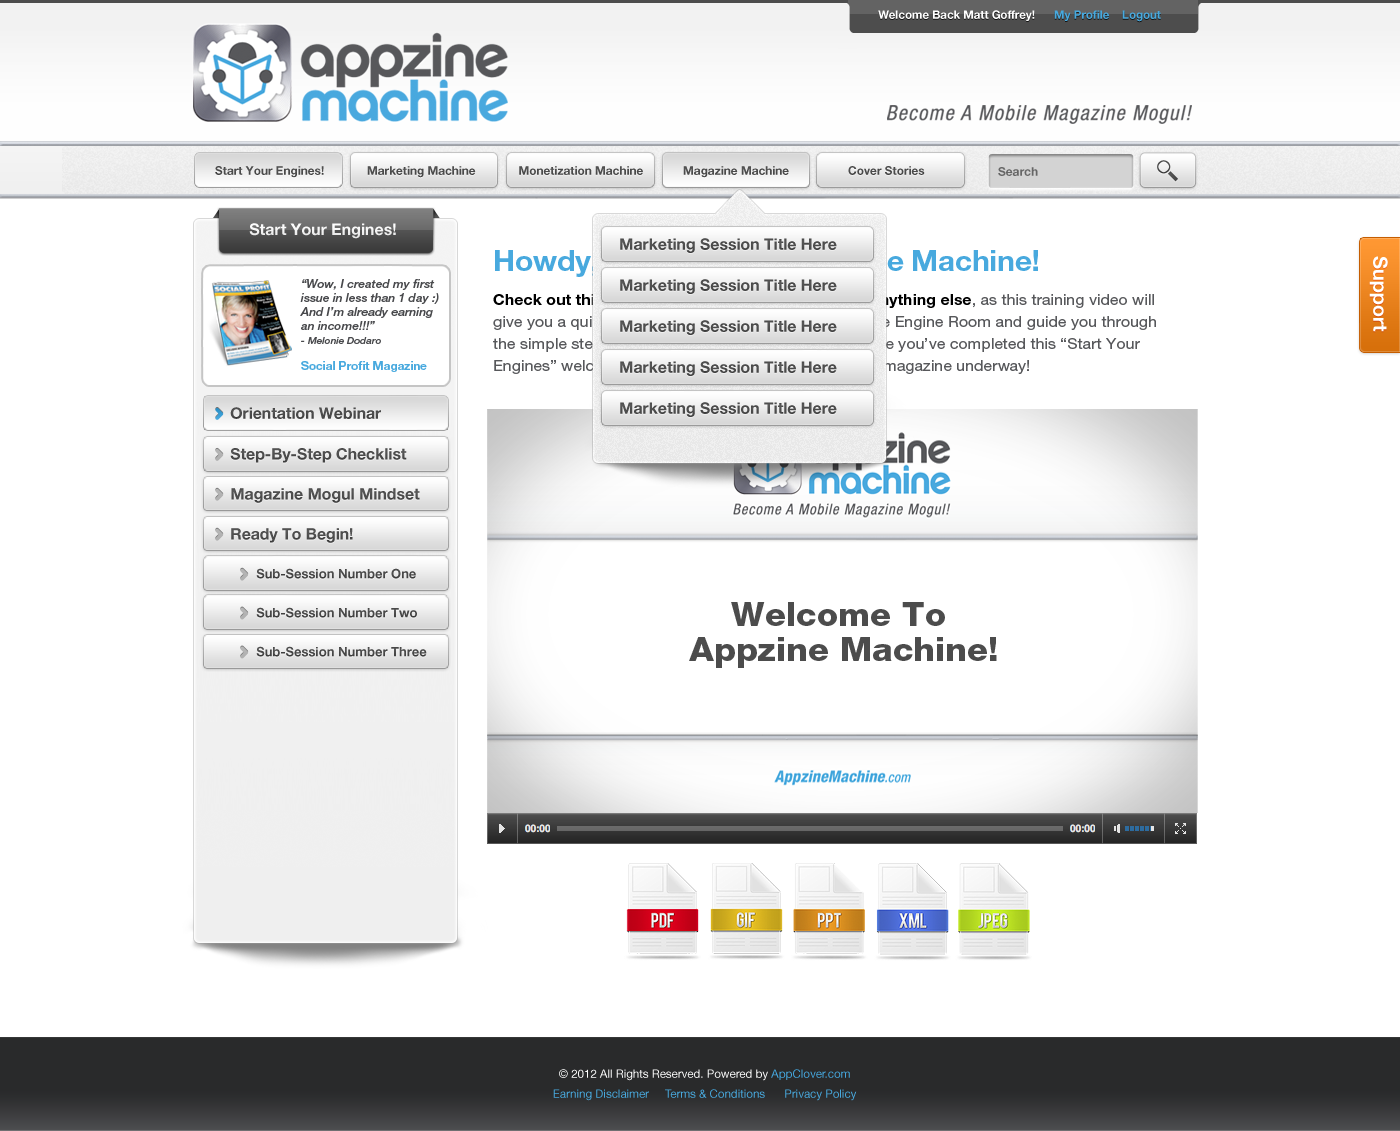 Welcome Back Matt Goffrey! My Profile Logout
appzine
machine
Become A Mobile Magazine Mogul!
Start Your Engines! Marketing Machine Monetization Machine Magazine Machine Cover Stories Search
Start Your Engines!
SOCIAL PROFIT
“Wow, I created my first
issue in less than 1 day :)
And I’m already earning
an income!!!”
- Melonie Dodaro
Social Profit Magazine
Orientation Webinar
Step-By-Step Checklist
Magazine Mogul Mindset
Ready To Begin!
Sub-Session Number One
Sub-Session Number Two
Sub-Session Number Three
Marketing Session Title Here
Marketing Session Title Here
Marketing Session Title Here
Marketing Session Title Here
Marketing Session Title Here
Howdy, e Machine!
Check out thi ything else, as this training video will
give you a qui e Engine Room and guide you through
the simple ste e you’ve completed this “Start Your
Engines” welc magazine underway!
zine
machine
Become A Mobile Magazine Mogul!
Welcome To
Appzine Machine!
AppzineMachine.com
00:00 00:00
PDF GIF PPT XML JPEG
Support
© 2012 All Rights Reserved. Powered by AppClover.com
Earning Disclaimer Terms & Conditions Privacy Policy